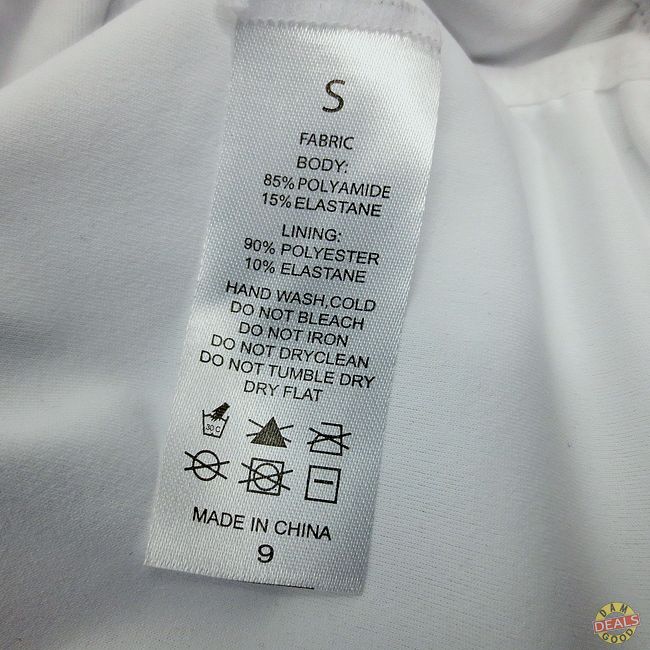 S
FABRIC
BODY:
85% POLYAMIDE
15% ELASTANE
LINING:
90% POLYESTER
10% ELASTANE
HAND WASH,COLD
DO NOT BLEACH
DO NOT IRON
DO NOT DRYCLEAN
DO NOT TUMBLE DRY
DRY FLAT
30 C
MADE IN CHINA
9
DAM
DEALS
GOOD